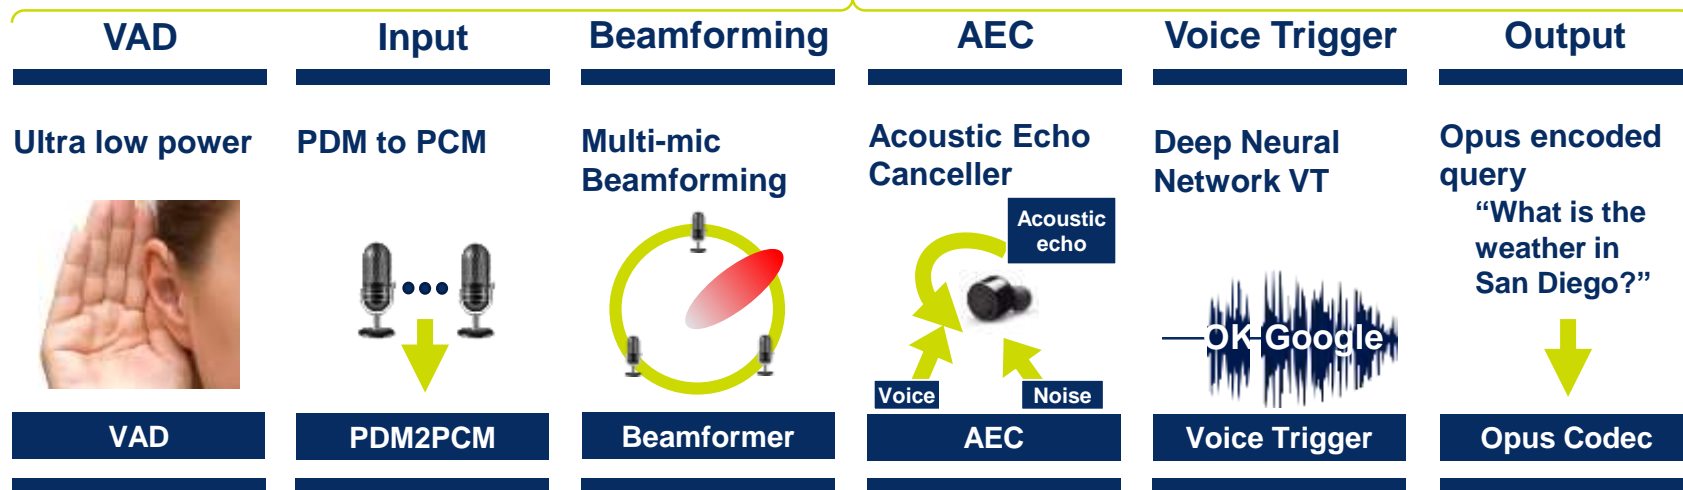 VAD
Input
Beamforming
AEC
Voice Trigger
Output
Ultra low power
PDM to PCM
Multi-mic
Beamforming
Acoustic Echo
Canceller
Deep Neural
Network VT
Opus encoded
query
“What is the
weather in
San Diego?”
Acoustic
echo
Voice
Noise
OK Google
VAD
PDM2PCM
Beamformer
AEC
Voice Trigger
Opus Codec